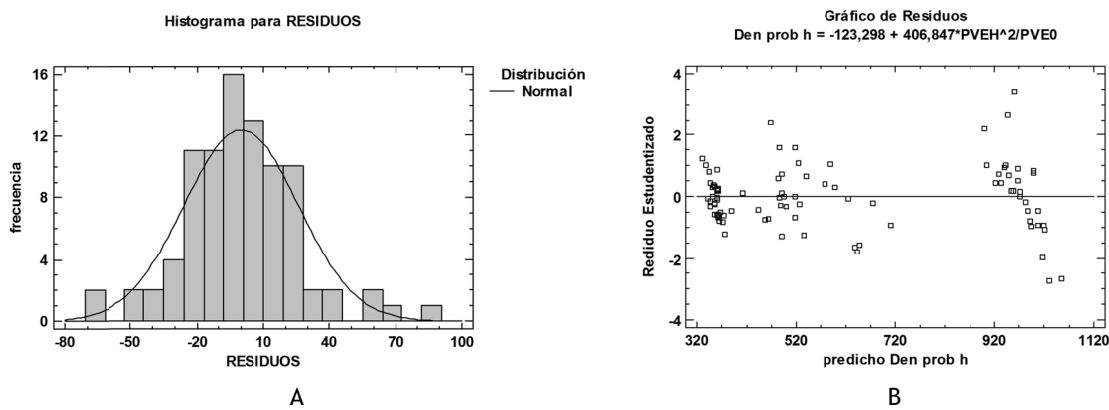 Histograma para RESIDUOS
Distribución
Normal
frecuencia
16
12
8
4
0
-80
-50
-20
10
40
70
100
RESIDUOS
A
Gráfico de Residuos
Den prob h = -123,298 + 406,847*PVEH^2/PVE0
Rediduo Estudentizado
4
2
0
-2
-4
320
520
720
920
1120
predicho Den prob h
B